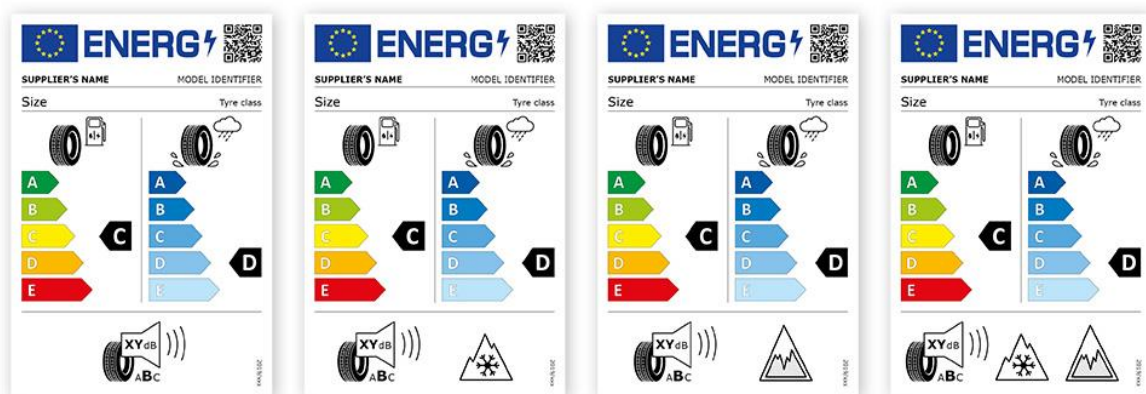 ENERG
SUPPLIER'S NAME MODEL IDENTIFIER
Size Tyre class
A A
B B
C C C
D D D
E E
XYdB
ABC
ENERG
SUPPLIER'S NAME MODEL IDENTIFIER
Size Tyre class
A A
B B
C C C
D D D
E E
XYdB
ABC
ENERG
SUPPLIER'S NAME MODEL IDENTIFIER
Size Tyre class
A A
B B
C C C
D D D
E E
XYdB
ABC
ENERG
SUPPLIER'S NAME MODEL IDENTIFIER
Size Tyre class
A A
B B
C C C
D D D
E E
XYdB
ABC